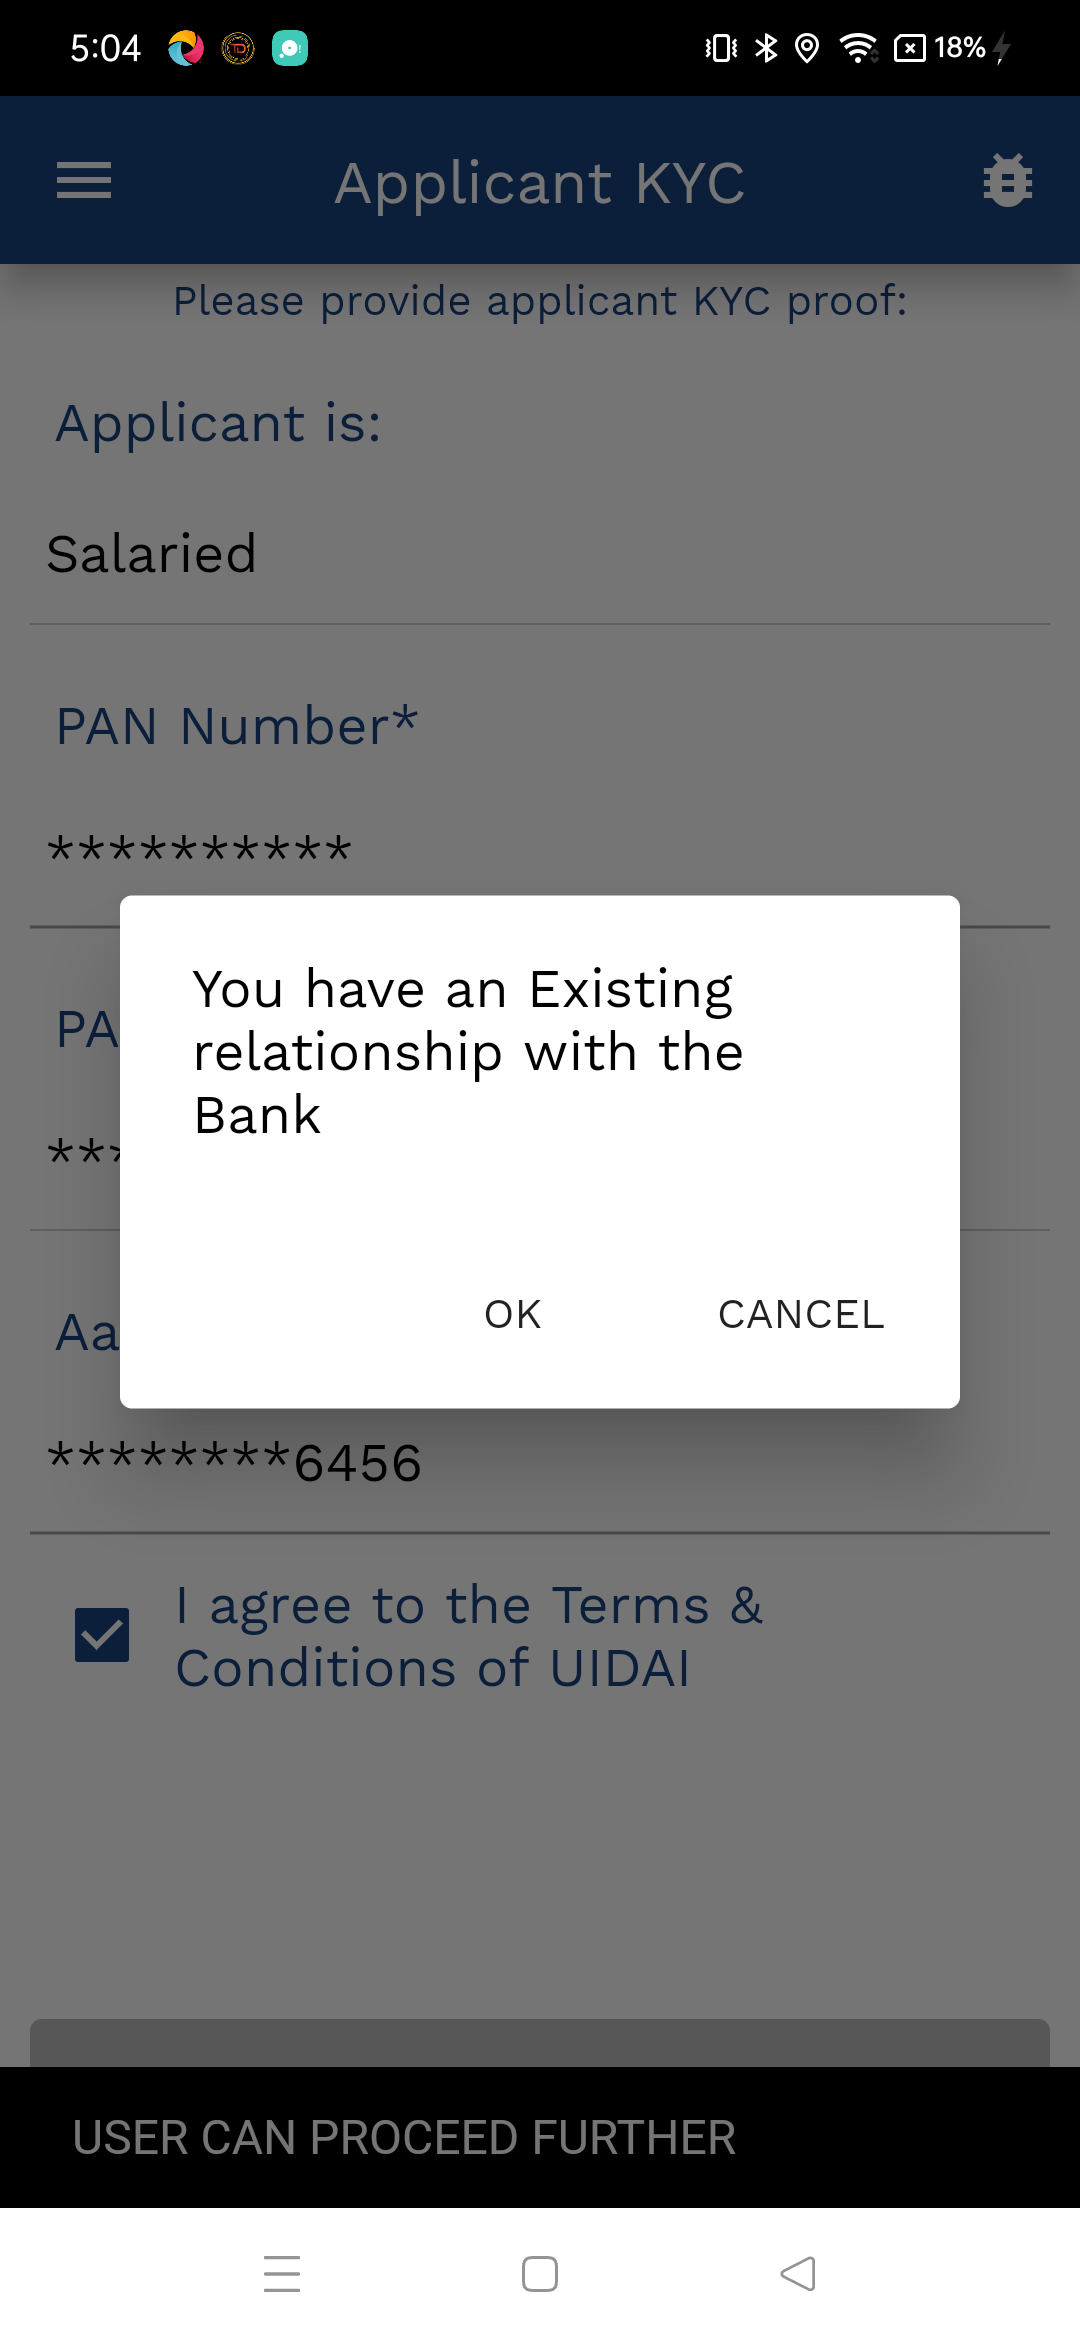 5:04
18%
Applicant KYC
Please provide applicant KYC proof:
Applicant is:
Salaried
PAN Number*
**********
You have an Existing
relationship with the
Bank
PA
***
OK CANCEL
Aa
********6456
I agree to the Terms &
Conditions of UIDAI
USER CAN PROCEED FURTHER